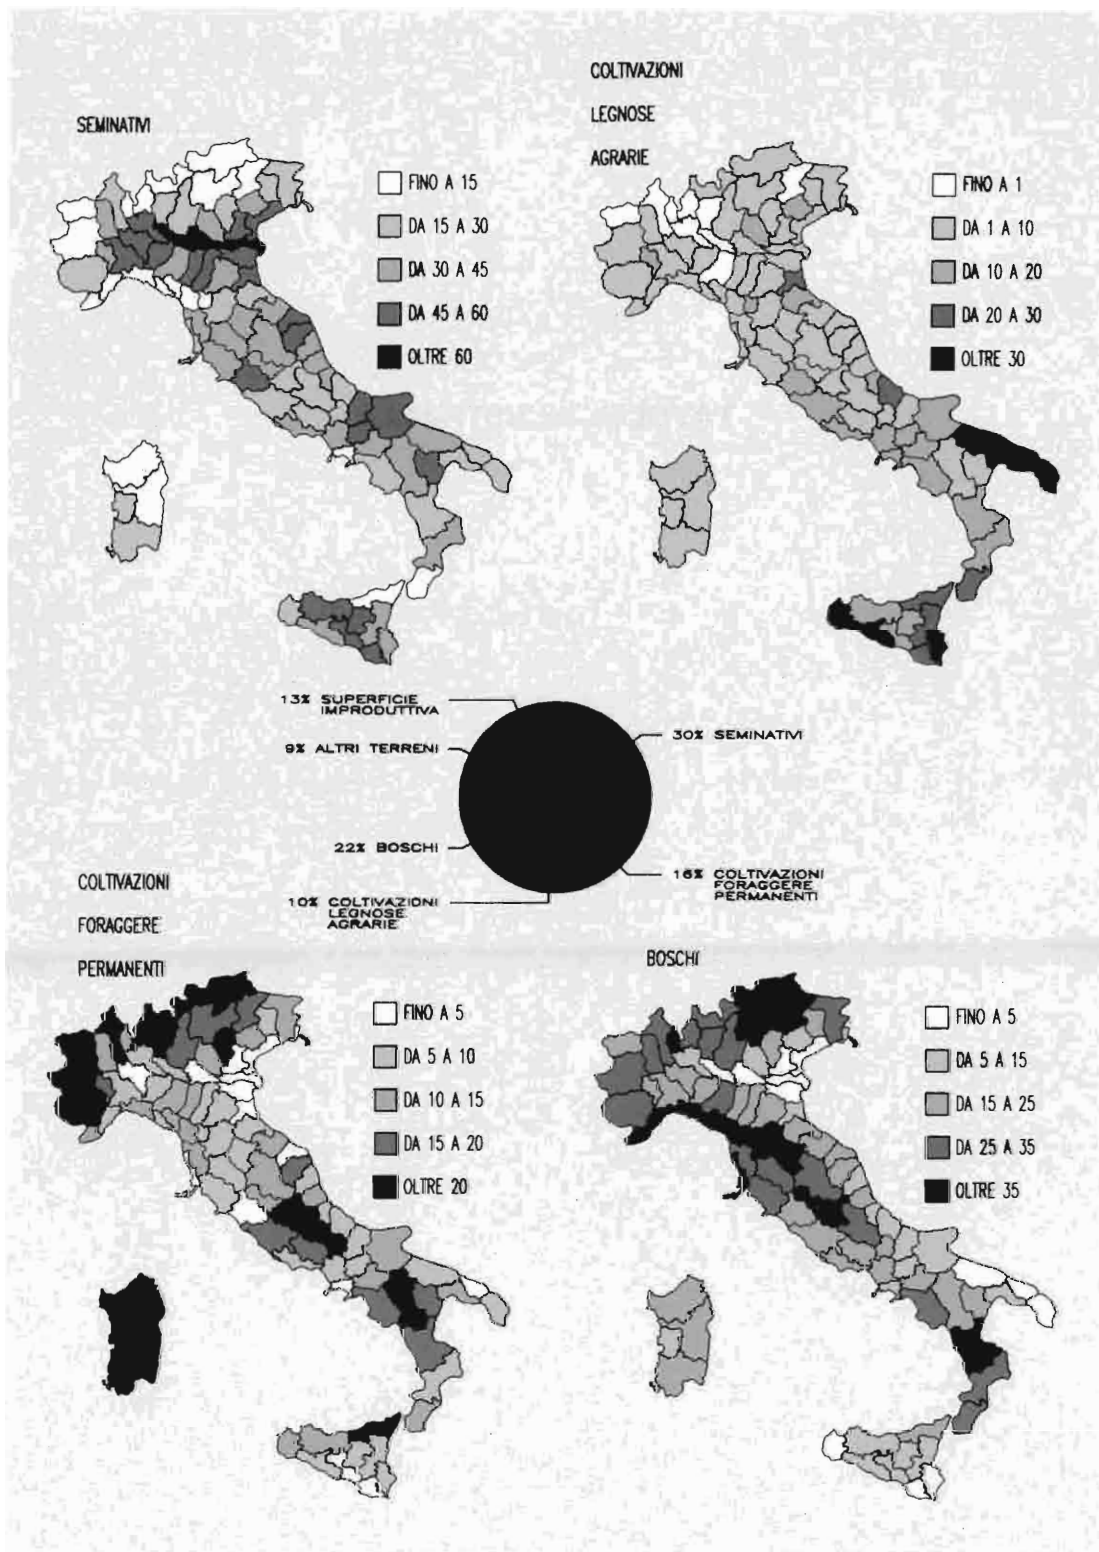 SEMINATIVI
FINO A 15
DA 15 A 30
DA 30 A 45
DA 45 A 60
OLTRE 60
COLTIVAZIONI
LEGNOSE
AGRARIE
FINO A 1
DA 1 A 10
DA 10 A 20
DA 20 A 30
OLTRE 30
13% SUPERFICIE
IMPRODUTTIVA
9% ALTRI TERRENI
22% BOSCHI
10% COLTIVAZIONI
LEGNOSE
AGRARIE
30% SEMINATIVI
16% COLTIVAZIONI
FORAGGERE
PERMANENTI
COLTIVAZIONI
FORAGGERE
PERMANENTI
FINO A 5
DA 5 A 10
DA 10 A 15
DA 15 A 20
OLTRE 20
BOSCHI
FINO A 5
DA 5 A 15
DA 15 A 25
DA 25 A 35
OLTRE 35